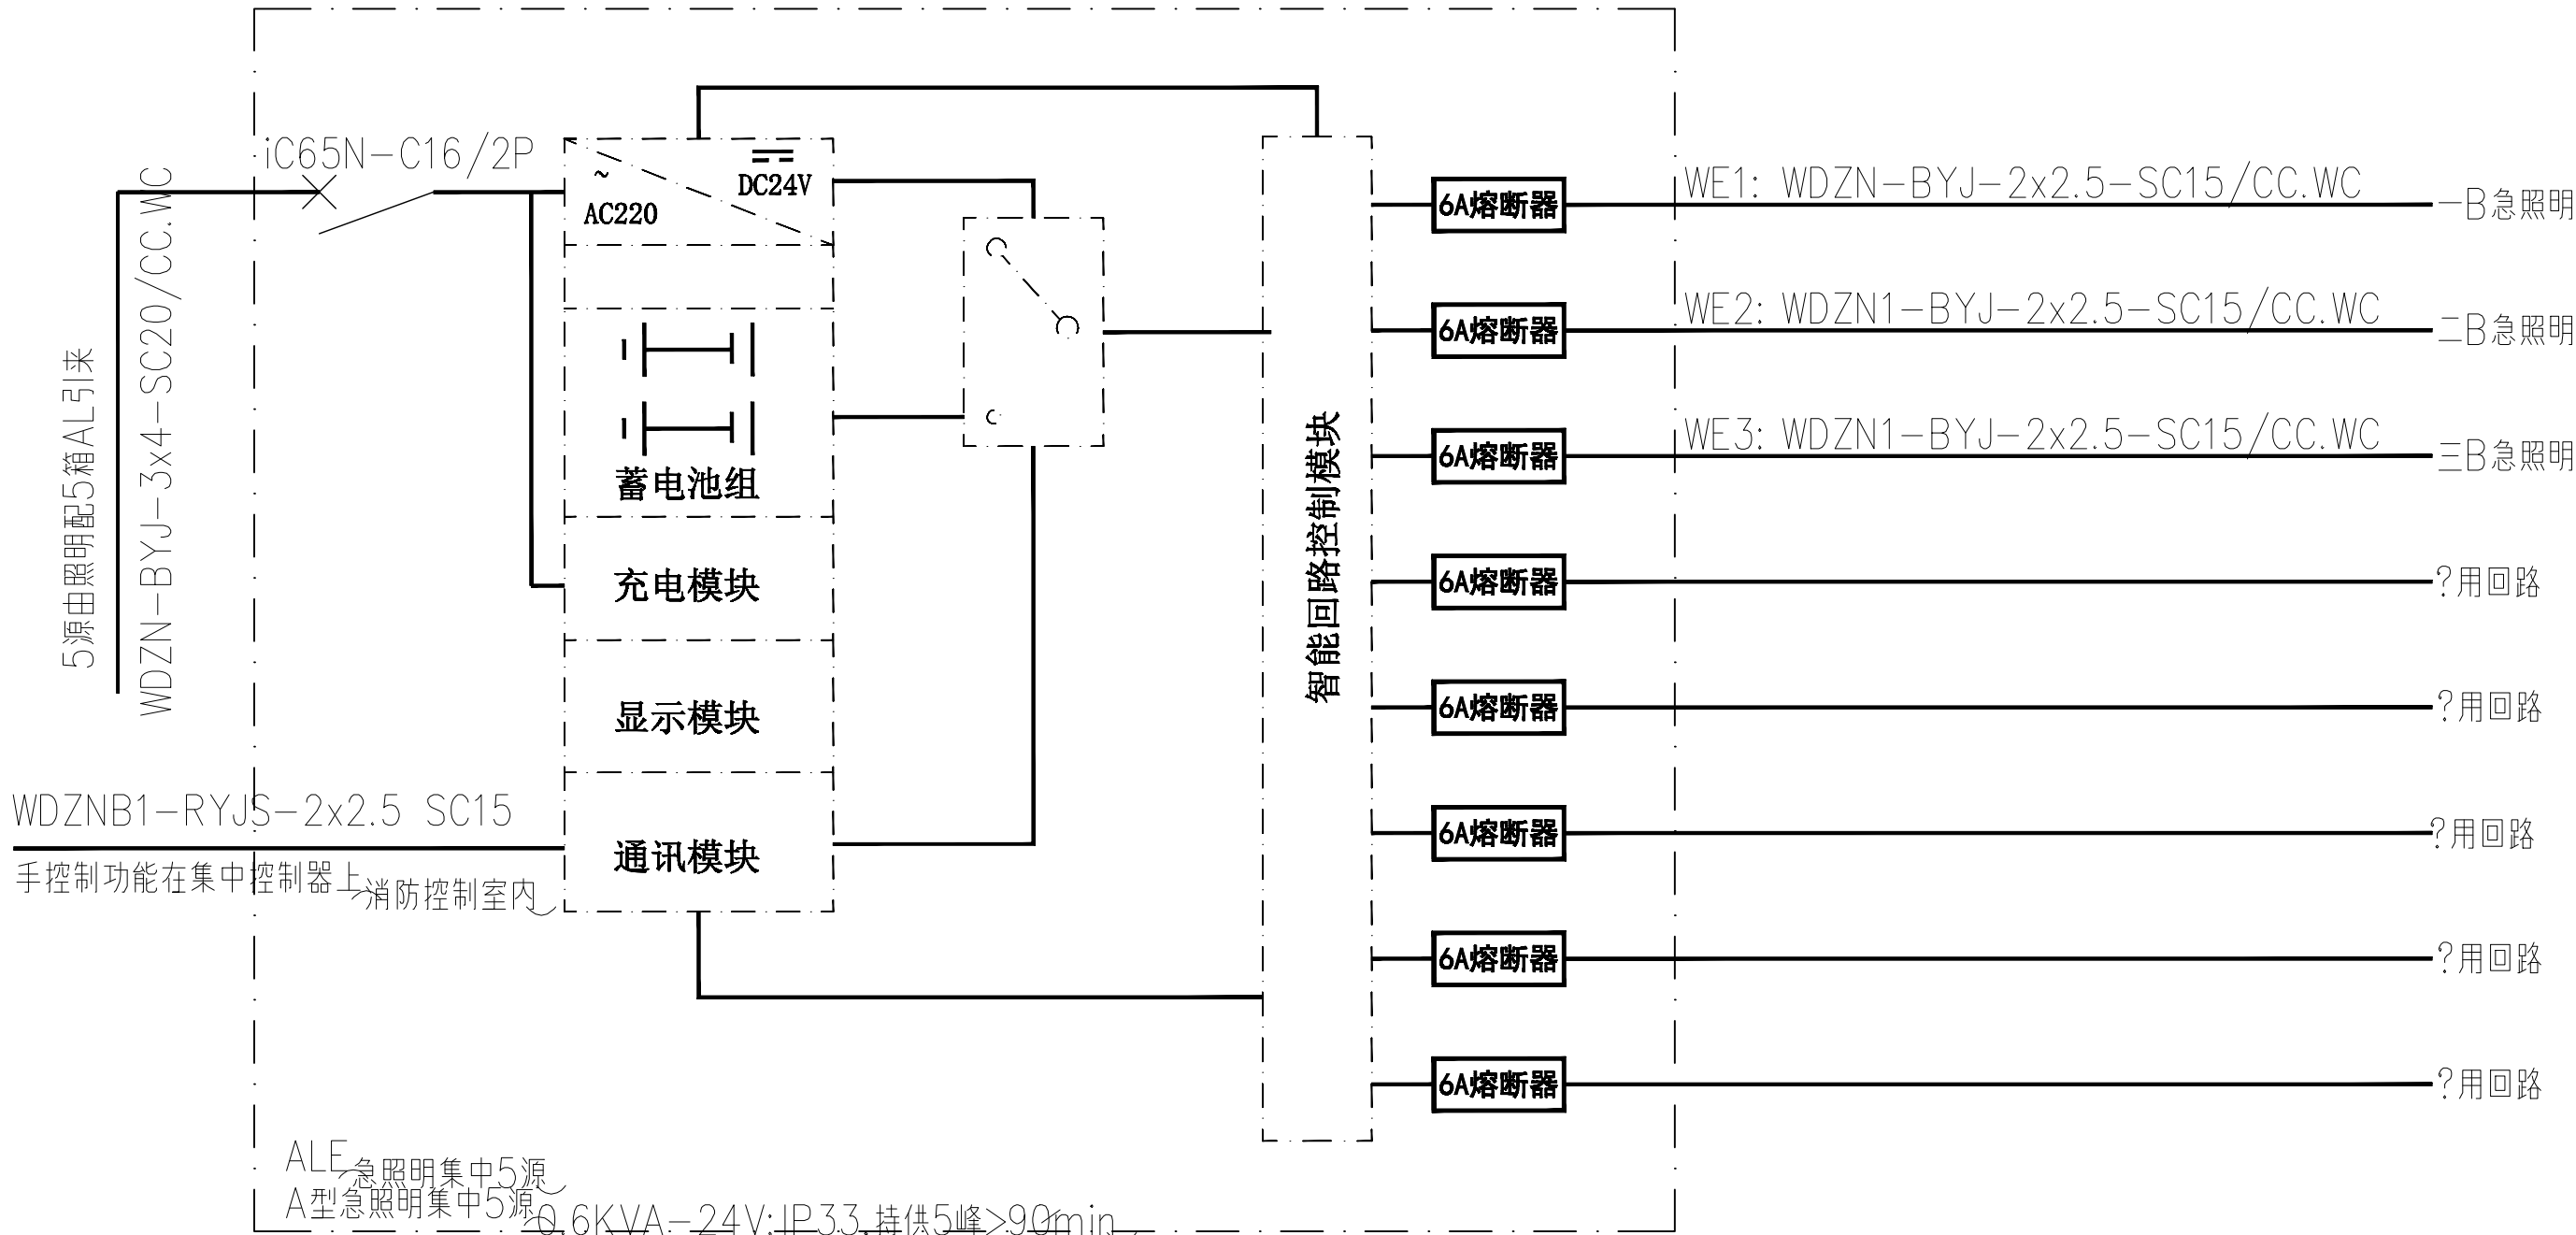 iC65N-C16/2P
5源由照明配5箱AL引来
WDZN-BYJ-3x4-SC20/CC.WC
~
AC220
DC24V
蓄电池组
充电模块
显示模块
通讯模块
WDZNB1-RYJS-2x2.5 SC15
手控制功能在集中控制器上(消防控制室内)
智能回路控制模块
6A熔断器
WE1: WDZN-BYJ-2x2.5-SC15/CC.WC
一B急照明
6A熔断器
WE2: WDZN1-BYJ-2x2.5-SC15/CC.WC
二B急照明
6A熔断器
WE3: WDZN1-BYJ-2x2.5-SC15/CC.WC
三B急照明
6A熔断器
?用回路
6A熔断器
?用回路
6A熔断器
?用回路
6A熔断器
?用回路
6A熔断器
?用回路
ALE(急照明集中5源)
A型急照明集中5源(0.6KVA-24V:IP33,持供5峰>90min)